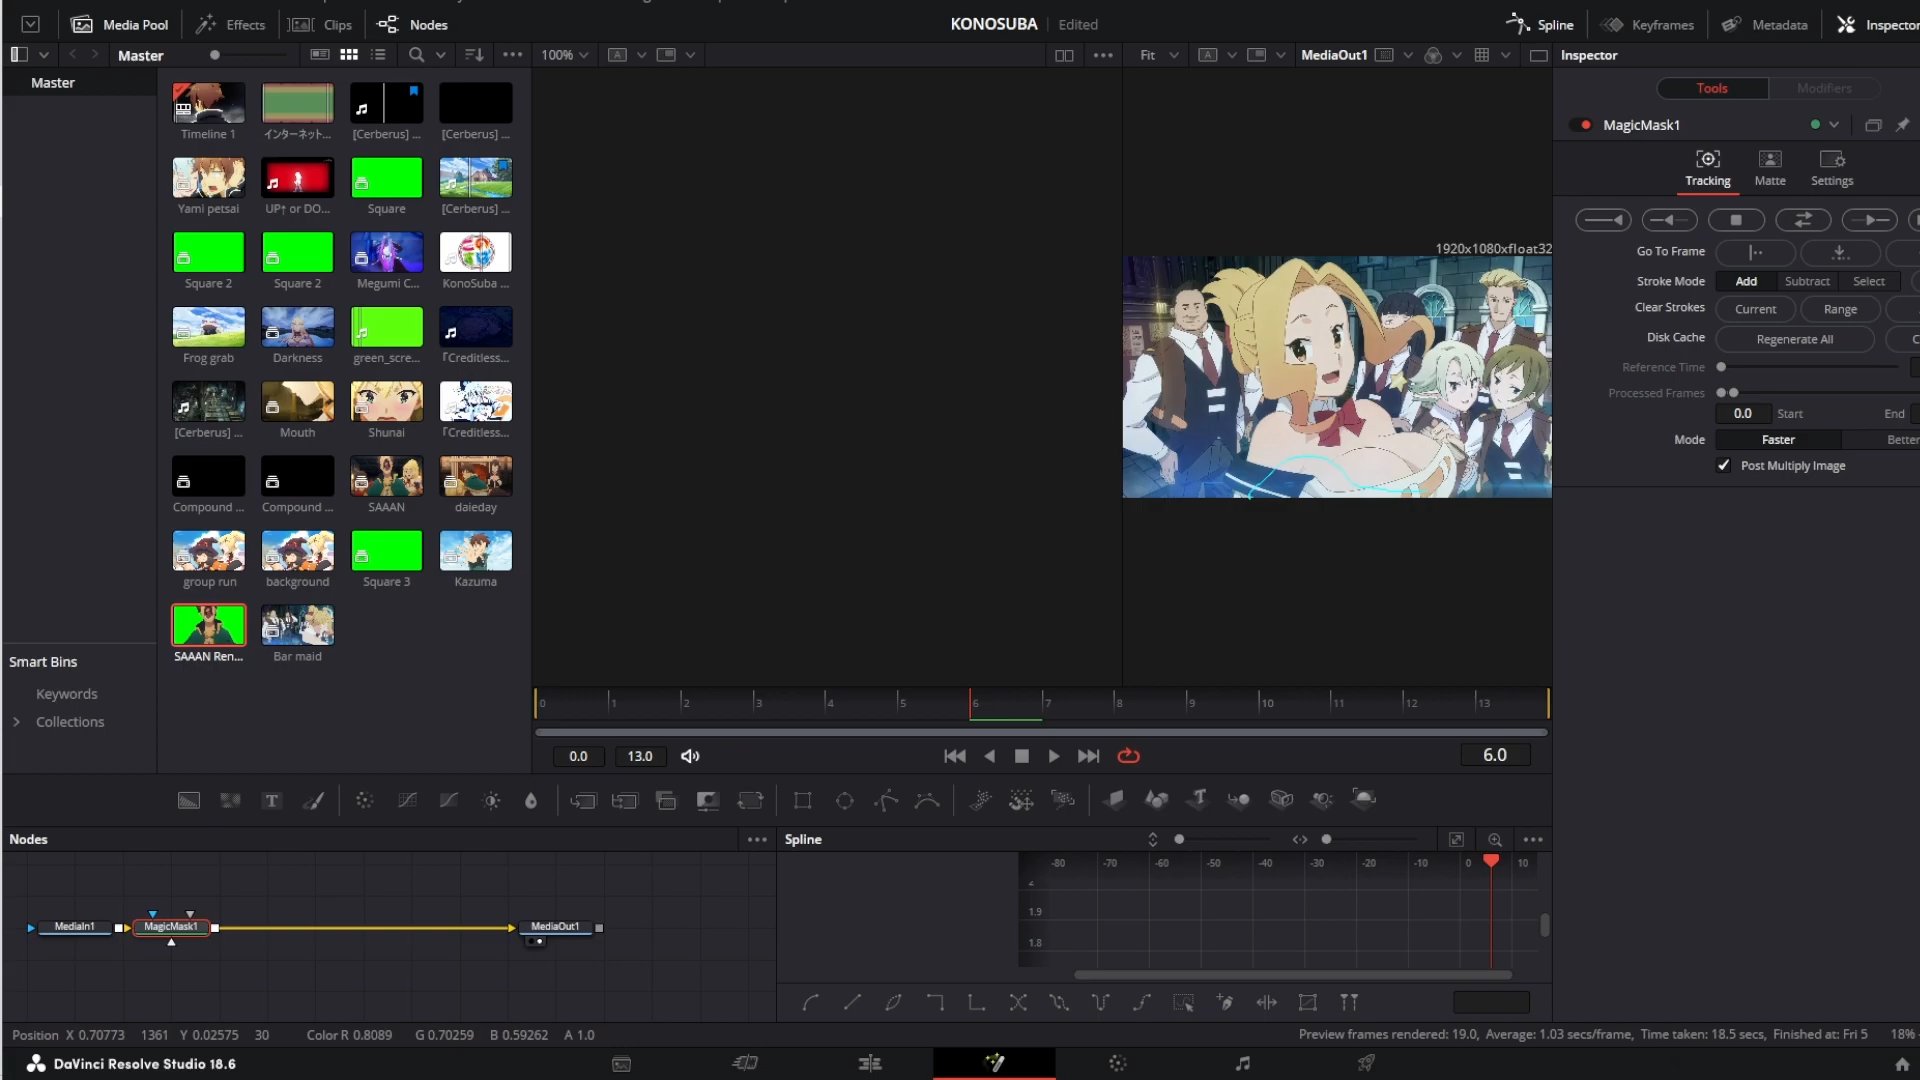 Media Pool
Effects
Clips
Nodes
KONOSUBA
Edited
Spline
Keyframes
Metadata
Inspector
Master
100%
Fit
MediaOut1
Inspector
Master
Timeline 1
インターネット...
[Cerberus] ...
[Cerberus] ...
Yami petsai
UP↑ or DO...
Square
[Cerberus] ...
Square 2
Square 2
Megumi C...
KonoSuba ...
Frog grab
Darkness
green_scre...
「Creditless...
[Cerberus] ...
Mouth
Shunai
「Creditless...
Compound ...
Compound ...
SAAAN
daieday
group run
background
Square 3
Kazuma
SAAAN Ren...
Bar maid
Smart Bins
Keywords
Collections
1920x1080xfloat32
Tools
Modifiers
MagicMask1
Tracking
Matte
Settings
Go To Frame
Stroke Mode
Add
Subtract
Select
Clear Strokes
Current
Range
Disk Cache
Regenerate All
Reference Time
Processed Frames
0.0
Start
End
Mode
Faster
Better
Post Multiply Image
0 1 2 3 4 5 6 7 8 9 10 11 12 13
0.0
13.0
6.0
Nodes
Spline
MediaIn1
MagicMask1
MediaOut1
-80 -70 -60 -50 -40 -30 -20 -10 0 10
2
1.9
1.8
Position X 0.70773 1361 Y 0.02575 30 Color R 0.8089 G 0.70259 B 0.59262 A 1.0
Preview frames rendered: 19.0, Average: 1.03 secs/frame, Time taken: 18.5 secs, Finished at: Fri 5
18%
DaVinci Resolve Studio 18.6